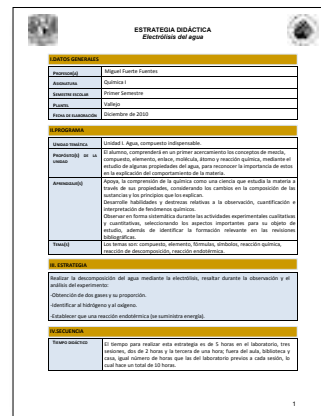 ESTRATEGIA DIDÁCTICA
Electrólisis del agua
I.DATOS GENERALES
PROFESOR(A) Miguel Fuerte Fuentes
ASIGNATURA Química I
SEMESTRE ESCOLAR Primer Semestre
PLANTEL Vallejo
FECHA DE ELABORACIÓN Diciembre de 2010
II.PROGRAMA
UNIDAD TEMÁTICA Unidad I. Agua, compuesto indispensable.
PROPÓSITO(S) DE LA UNIDAD El alumno, comprenderá en un primer acercamiento los conceptos de mezcla,
compuesto, elemento, enlace, molécula, átomo y reacción química, mediante el
estudio de algunas propiedades del agua, para reconocer la importancia de estos
en la explicación del comportamiento de la materia.
APRENDIZAJE(S) Apoya, la comprensión de la química como una ciencia que estudia la materia a
través de sus propiedades, considerando los cambios en la composición de las
sustancias y los principios que los explican.
Desarrolle habilidades y destrezas relativas a la observación, cuantificación e
interpretación de fenómenos químicos.
Observar en forma sistemática durante las actividades experimentales cualitativas
y cuantitativas, seleccionando los aspectos importantes para su objeto de
estudio, además de identificar la formación relevante en las revisiones
bibliográficas.
TEMA(S) Los temas son: compuesto, elemento, fórmulas, símbolos, reacción química,
reacción de descomposición, reacción endotérmica.
III. ESTRATEGIA
Realizar la descomposición del agua mediante la electrólisis, resaltar durante la observación y el
análisis del experimento:
-Obtención de dos gases y su proporción.
-Identificar al hidrógeno y al oxígeno.
-Establecer que una reacción endotérmica (se suministra energía).
IV.SECUENCIA
TIEMPO DIDÁCTICO El tiempo para realizar esta estrategia es de 5 horas en el laboratorio, tres
sesiones, dos de 2 horas y la tercera de una hora; fuera del aula, biblioteca y
casa, igual número de horas que las del laboratorio previos a cada sesión, lo
cual hace un total de 10 horas.
1